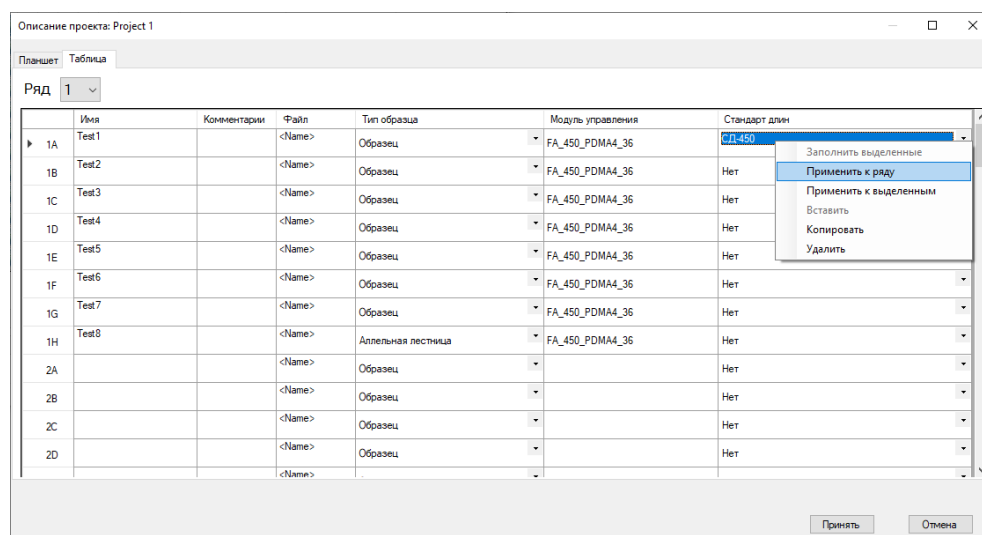 Описание проекта: Project 1
Планшет Таблица
Ряд 1
Имя Комментарии Файл Тип образца Модуль управления Стандарт длин
1A Test1 <Name> Образец FA_450_PDMA4_36 СД-450
1B Test2 <Name> Образец FA_450_PDMA4_36 Нет
1C Test3 <Name> Образец FA_450_PDMA4_36 Нет
1D Test4 <Name> Образец FA_450_PDMA4_36 Нет
1E Test5 <Name> Образец FA_450_PDMA4_36 Нет
1F Test6 <Name> Образец FA_450_PDMA4_36 Нет
1G Test7 <Name> Образец FA_450_PDMA4_36 Нет
1H Test8 <Name> Аллельная лестница FA_450_PDMA4_36 Нет
2A <Name> Образец Нет
2B <Name> Образец Нет
2C <Name> Образец Нет
2D <Name> Образец Нет
<Name>
Заполнить выделенные
Применить к ряду
Применить к выделенным
Вставить
Копировать
Удалить
Принять Отмена